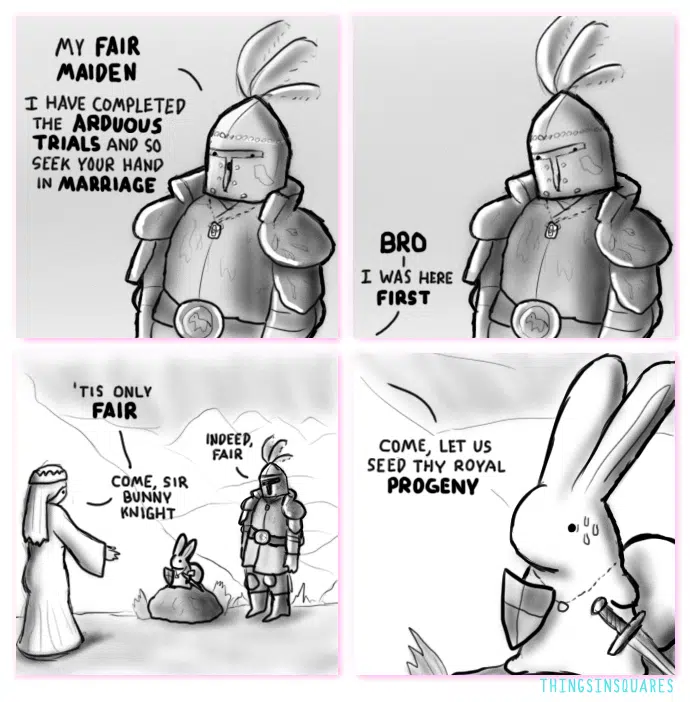 MY FAIR
MAIDEN
I HAVE COMPLETED
THE ARDUOUS
TRIALS AND SO
SEEK YOUR HAND
IN MARRIAGE
BRO
I WAS HERE
FIRST
'TIS ONLY
FAIR
COME, SIR
BUNNY
KNIGHT
INDEED,
FAIR
COME, LET US
SEED THY ROYAL
PROGENY
THINGSINSQUARES